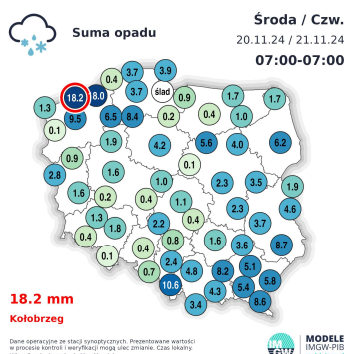 Suma opadu
Środa / Czw.
20.11.24 / 21.11.24
07:00-07:00
0.4 3.7 3.9
18.2 8.0 3.7 ślad 0.9 1.7 1.7
1.3 9.5 6.5 8.4 0.2 0.4 1.0
0.1
1.9 4.2 5.6 4.0 6.2
0.9 0.1
2.8 1.6 1.0 2.3 3.5 1.9
1.6 0.2 0.4 1.1 2.3 4.6
1.3 1.8 2.2 0.4 3.7
0.4 0.4 0.8 1.6 3.6 8.7
0.1 2.4
0.7 4.8 8.2 5.1
10.6 4.3 5.4 5.8
3.4 8.6
18.2 mm
Kołobrzeg
Dane operacyjne ze stacji synoptycznych. Prezentowane wartości
w procesie kontroli i weryfikacji mogą ulec zmianie. Czas lokalny.
IM
GW
MODELE
IMGW-PIB